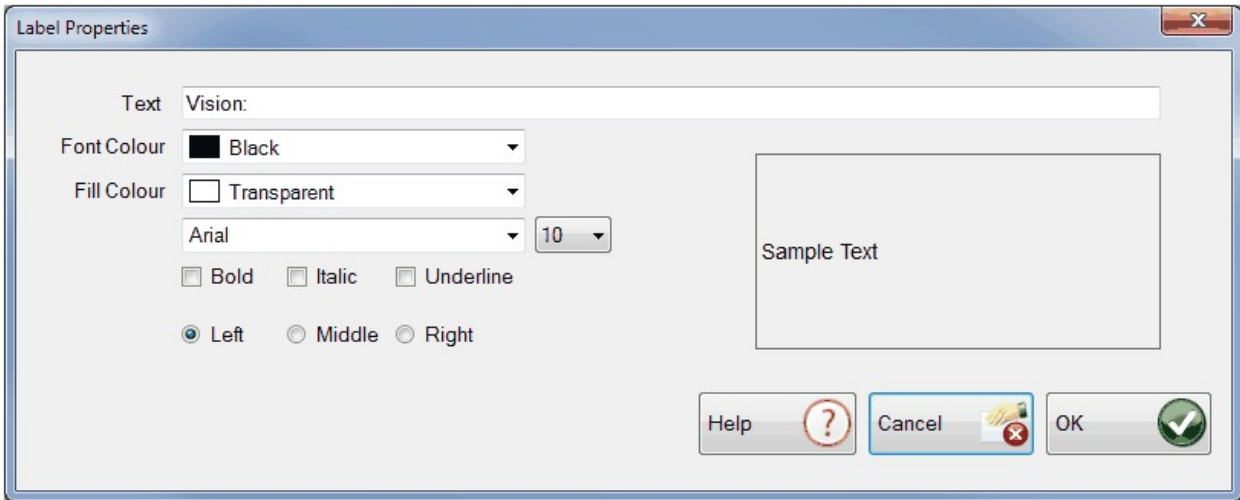 Label Properties
Text Vision:
Font Colour Black
Fill Colour Transparent
Arial 10
Sample Text
Bold Italic Underline
Left Middle Right
Help Cancel OK